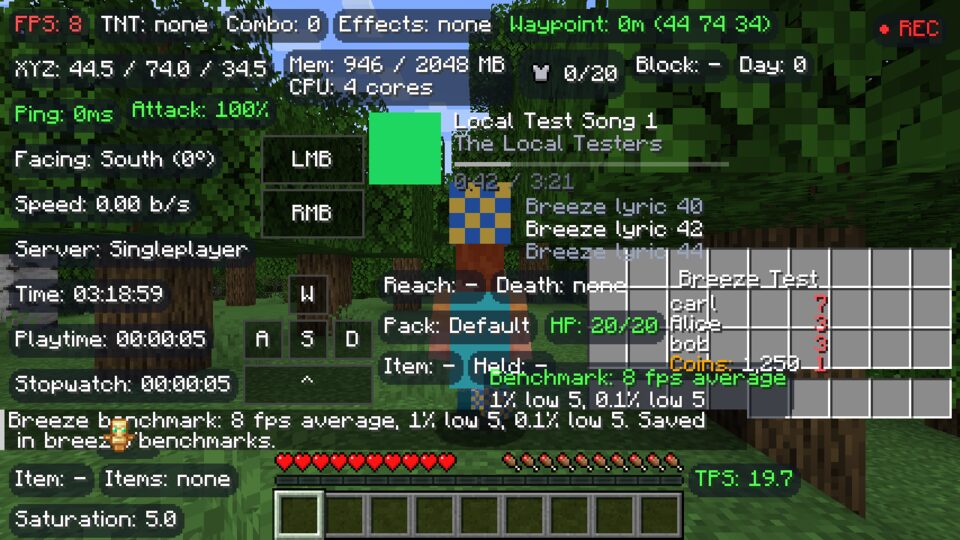 FPS: 8 TNT: none Combo: 0 Effects: none Waypoint: 0m (44 74 34) REC
XYZ: 44.5 / 74.0 / 34.5 Mem: 946 / 2048 MB 0/20 Block: - Day: 0
CPU: 4 cores
Ping: 0ms Attack: 100%
Local Test Song 1
The Local Testers
Facing: South (0°) LMB
0:42 / 3:21
Speed: 0.00 b/s RMB
Breeze lyric 40
Breeze lyric 42
Breeze lyric 44
Server: Singleplayer
Breeze Test
Reach: - Death: none
Time: 03:18:59 W
carl 7
Alice 3
bob 3
Coins: 1,250 1
Pack: Default HP: 20/20
Playtime: 00:00:05 A S D
Item: - Held: -
Stopwatch: 00:00:05 ^
Benchmark: 8 fps average
1% low 5, 0.1% low 5
Breeze benchmark: 8 fps average, 1% low 5, 0.1% low 5. Saved
in breeze benchmarks.
Item: - Items: none TPS: 19.7
Saturation: 5.0